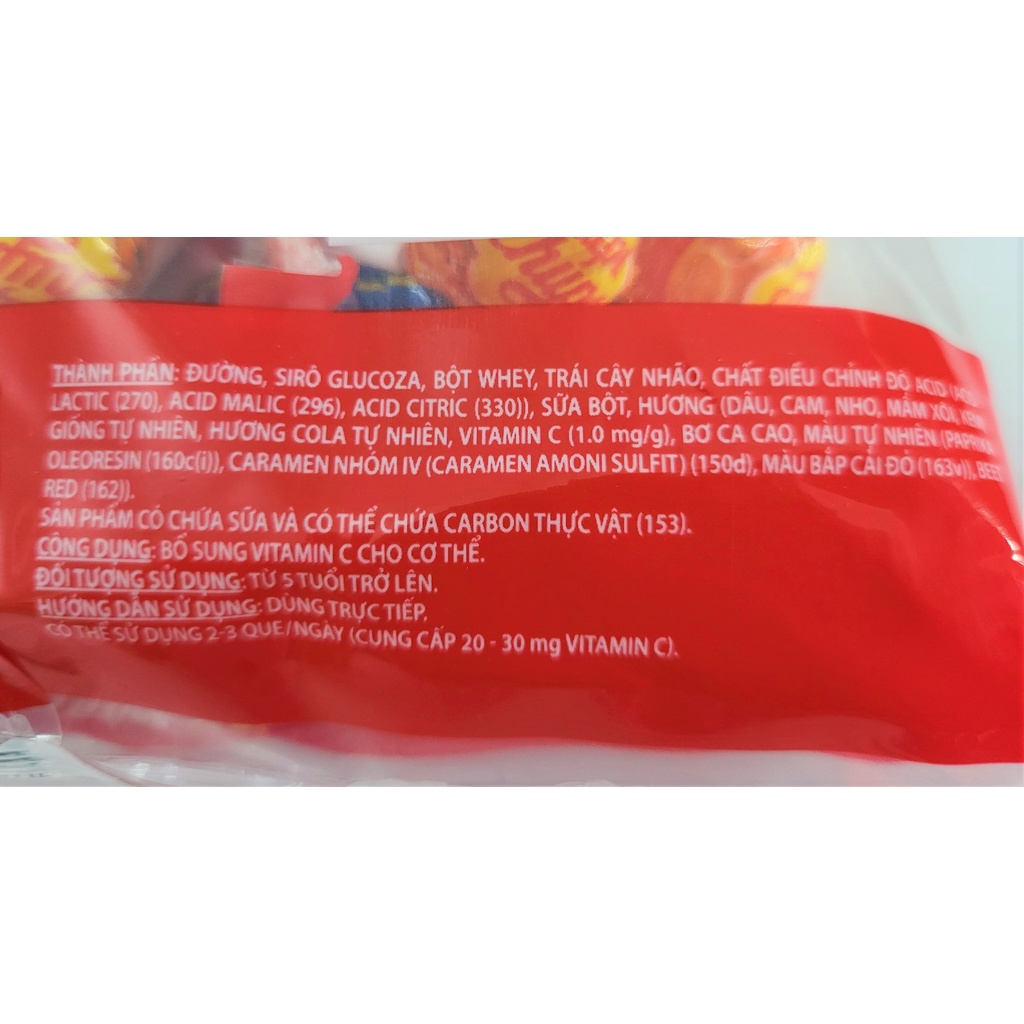 THÀNH PHẦN: ĐƯỜNG, SIRÔ GLUCOZA, BỘT WHEY, TRÁI CÂY NHÃO, CHẤT ĐIỀU CHỈNH ĐỘ ACID (ACID
LACTIC (270), ACID MALIC (296), ACID CITRIC (330)), SỮA BỘT, HƯƠNG (DÂU, CAM, NHO, MÂM XÔI, KEM)
GIỐNG TỰ NHIÊN, HƯƠNG COLA TỰ NHIÊN, VITAMIN C (1.0 mg/g), BƠ CA CAO, MÀU TỰ NHIÊN (PAPRIKA
OLEORESIN (160c(i)), CARAMEN NHÓM IV (CARAMEN AMONI SULFIT) (150d), MÀU BẮP CẢI ĐỎ (163v)), BEET
RED (162)).
SẢN PHẨM CÓ CHỨA SỮA VÀ CÓ THỂ CHỨA CARBON THỰC VẬT (153).
CÔNG DỤNG: BỔ SUNG VITAMIN C CHO CƠ THỂ.
ĐỐI TƯỢNG SỬ DỤNG: TỪ 5 TUỔI TRỞ LÊN.
HƯỚNG DẪN SỬ DỤNG: DÙNG TRỰC TIẾP.
CÓ THỂ SỬ DỤNG 2-3 QUE/NGÀY (CUNG CẤP 20 - 30 mg VITAMIN C).